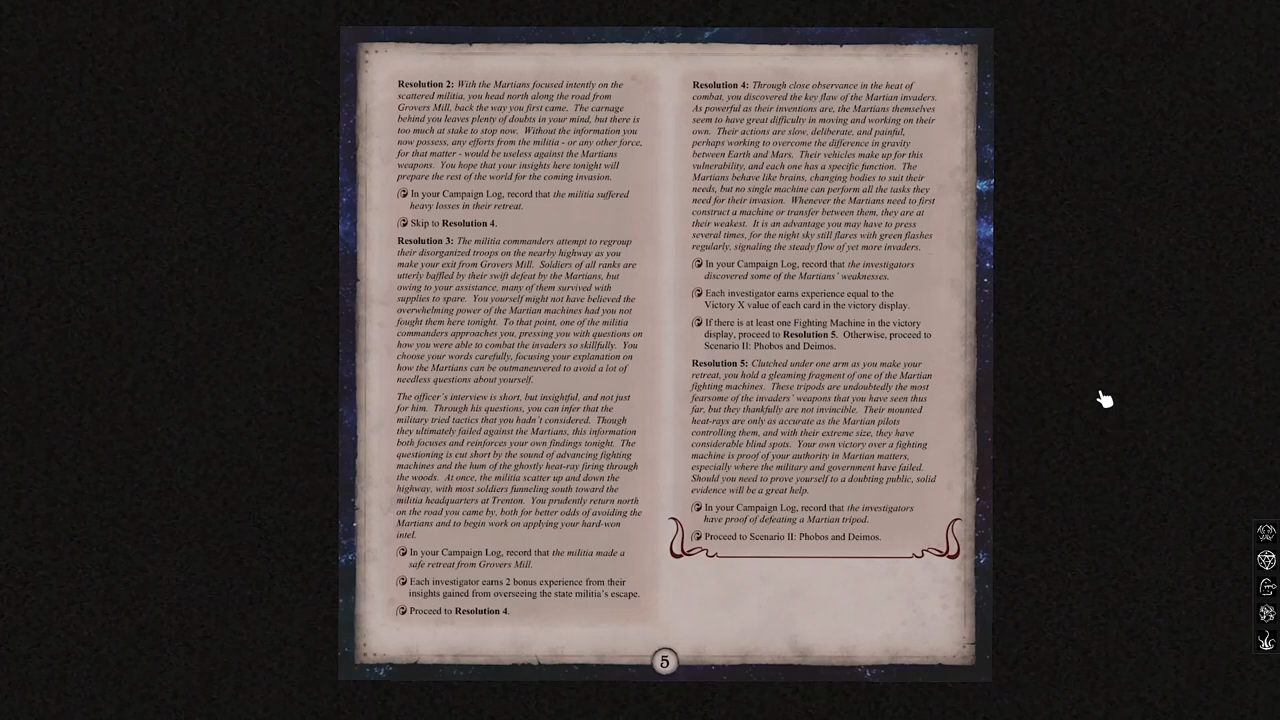 Resolution 2: With the Martians focused intently on the
scattered militia, you head north along the road from
Grovers Mill, back the way you first came. The carnage
behind you leaves plenty of doubts in your mind, but there is
too much at stake to stop now. Without the information you
now possess, any efforts from the militia - or any other force,
for that matter - would be useless against the Martians
weapons. You hope that your insights here tonight will
prepare the rest of the world for the coming invasion.
In your Campaign Log, record that the militia suffered
heavy losses in their retreat.
Skip to Resolution 4.
Resolution 3: The militia commanders attempt to regroup
their disorganized troops on the nearby highway as you
make your exit from Grovers Mill. Soldiers of all ranks are
utterly baffled by their swift defeat by the Martians, but
owing to your assistance, many of them survived with
supplies to spare. You yourself might not have believed the
overwhelming power of the Martian machines had you not
fought them here tonight. To that point, one of the militia
commanders approaches you, pressing you with questions on
how you were able to combat the invaders so skillfully. You
choose your words carefully, focusing your explanation on
how the Martians can be outmaneuvered to avoid a lot of
needless questions about yourself.
The officer's interview is short, but insightful, and not just
for him. Through his questions, you can infer that the
military tried tactics that you hadn't considered. Though
they ultimately failed against the Martians, this information
both focuses and reinforces your own findings tonight. The
questioning is cut short by the sound of advancing fighting
machines and the hum of the ghostly heat-ray firing through
the woods. At once, the militia scatter up and down the
highway, with most soldiers funneling south toward the
militia headquarters at Trenton. You prudently return north
on the road you came by, both for better odds of avoiding the
Martians and to begin work on applying your hard-won
intel.
In your Campaign Log, record that the militia made a
safe retreat from Grovers Mill.
Each investigator earns 2 bonus experience from their
insights gained from overseeing the state militia's escape.
Proceed to Resolution 4.
Resolution 4: Through close observance in the heat of
combat, you discovered the key flaw of the Martian invaders.
As powerful as their inventions are, the Martians themselves
seem to have great difficulty in moving and working on their
own. Their actions are slow, deliberate, and painful,
perhaps working to overcome the difference in gravity
between Earth and Mars. Their vehicles make up for this
vulnerability, and each one has a specific function. The
Martians behave like brains, changing bodies to suit their
needs, but no single machine can perform all the tasks they
need for their invasion. Whenever the Martians need to first
construct a machine or transfer between them, they are at
their weakest. It is an advantage you may have to press
several times, for the night sky still flares with green flashes
regularly, signaling the steady flow of yet more invaders.
In your Campaign Log, record that the investigators
discovered some of the Martians' weaknesses.
Each investigator earns experience equal to the
Victory X value of each card in the victory display.
If there is at least one Fighting Machine in the victory
display, proceed to Resolution 5. Otherwise, proceed to
Scenario II: Phobos and Deimos.
Resolution 5: Clutched under one arm as you make your
retreat, you hold a gleaming fragment of one of the Martian
fighting machines. These tripods are undoubtedly the most
fearsome of the invaders' weapons that you have seen thus
far, but they thankfully are not invincible. Their mounted
heat-rays are only as accurate as the Martian pilots
controlling them, and with their extreme size, they have
considerable blind spots. Your own victory over a fighting
machine is proof of your authority in Martian matters,
especially where the military and government have failed.
Should you need to prove yourself to a doubting public, solid
evidence will be a great help.
In your Campaign Log, record that the investigators
have proof of defeating a Martian tripod.
Proceed to Scenario II: Phobos and Deimos.
5